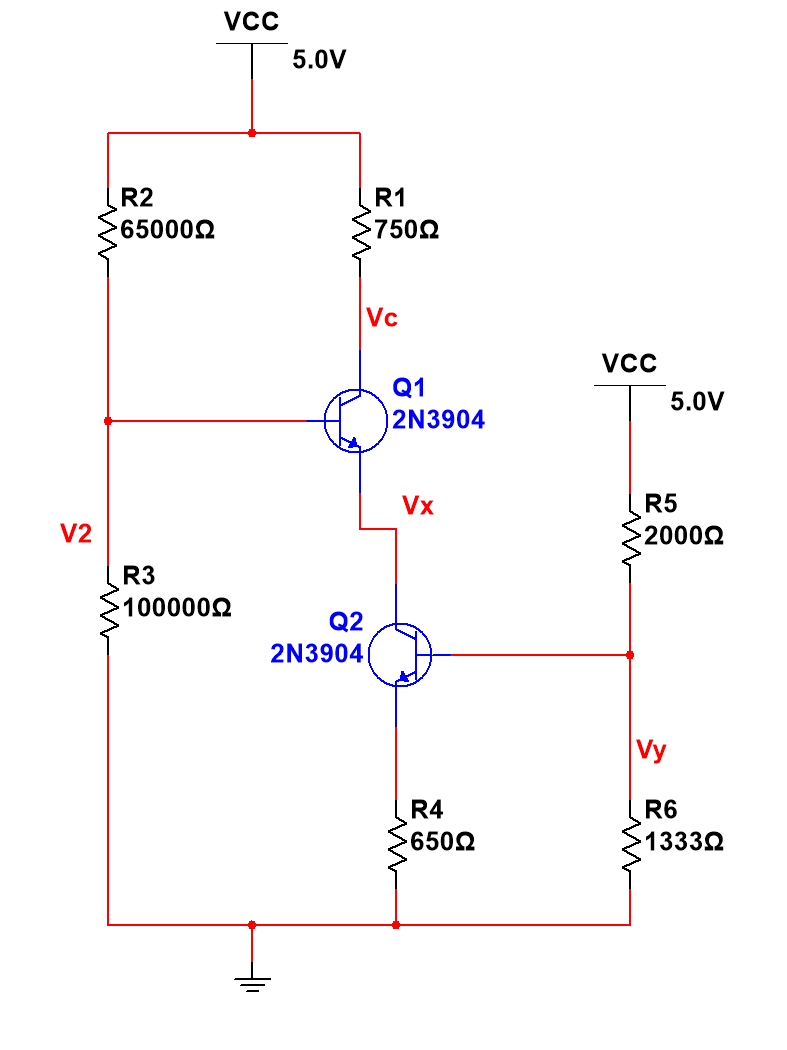 VCC
5.0V
R2
65000Ω
R1
750Ω
Vc
Q1
2N3904
VCC
5.0V
Vx
R5
2000Ω
V2
R3
100000Ω
Q2
2N3904
Vy
R4
650Ω
R6
1333Ω